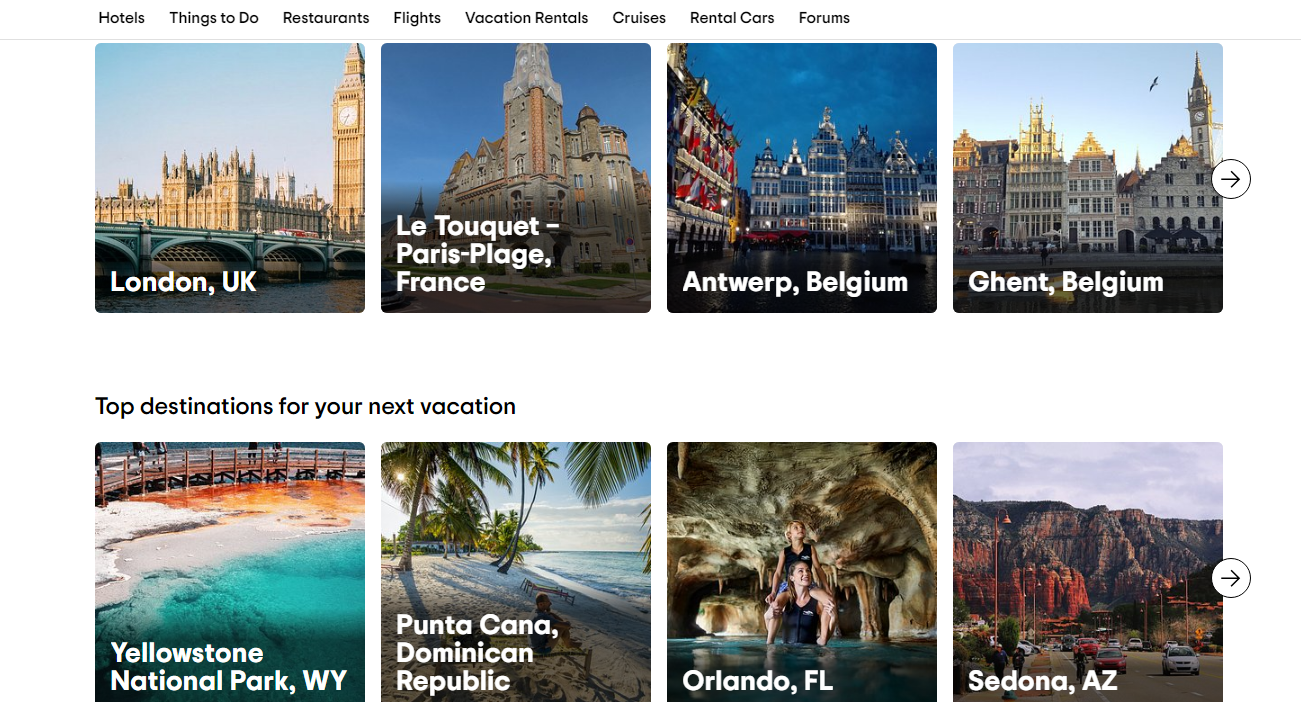 Hotels Things to Do Restaurants Flights Vacation Rentals Cruises Rental Cars Forums
London, UK
Le Touquet –
Paris-Plage,
France
Antwerp, Belgium
Ghent, Belgium
Top destinations for your next vacation
Yellowstone
National Park, WY
Punta Cana,
Dominican
Republic
Orlando, FL
Sedona, AZ